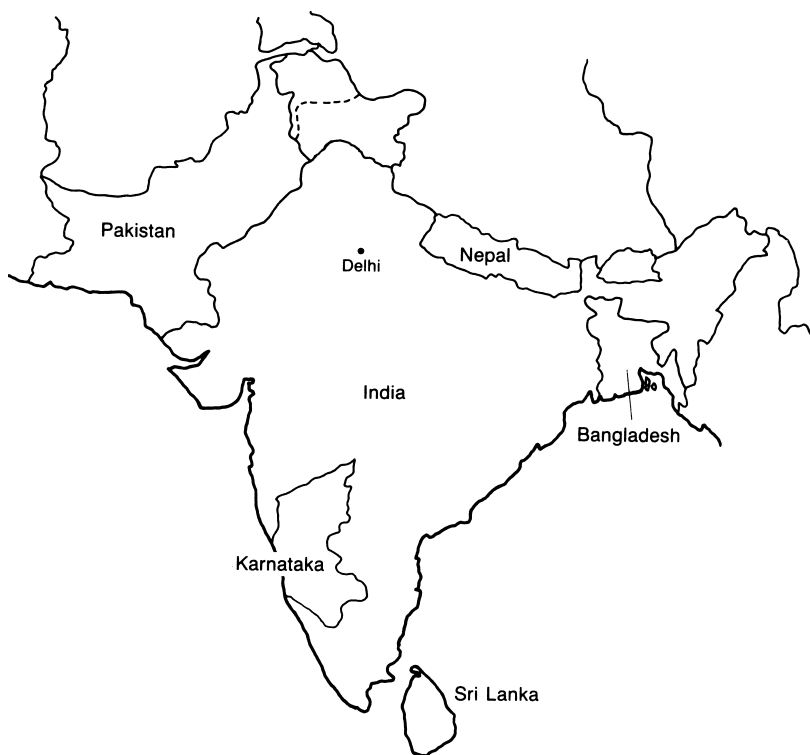 Pakistan
Nepal
Delhi
India
Bangladesh
Karnataka
Sri Lanka